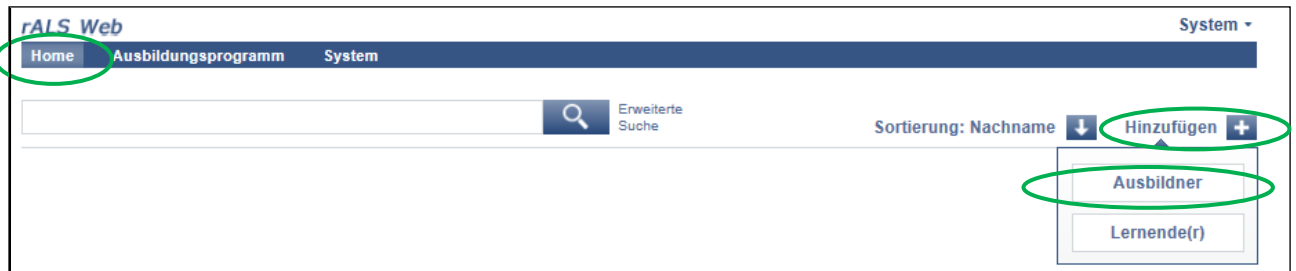 rALS Web
System
Home Ausbildungsprogramm System
Erweiterte
Suche
Sortierung: Nachname
Hinzufügen
Ausbildner
Lernende(r)